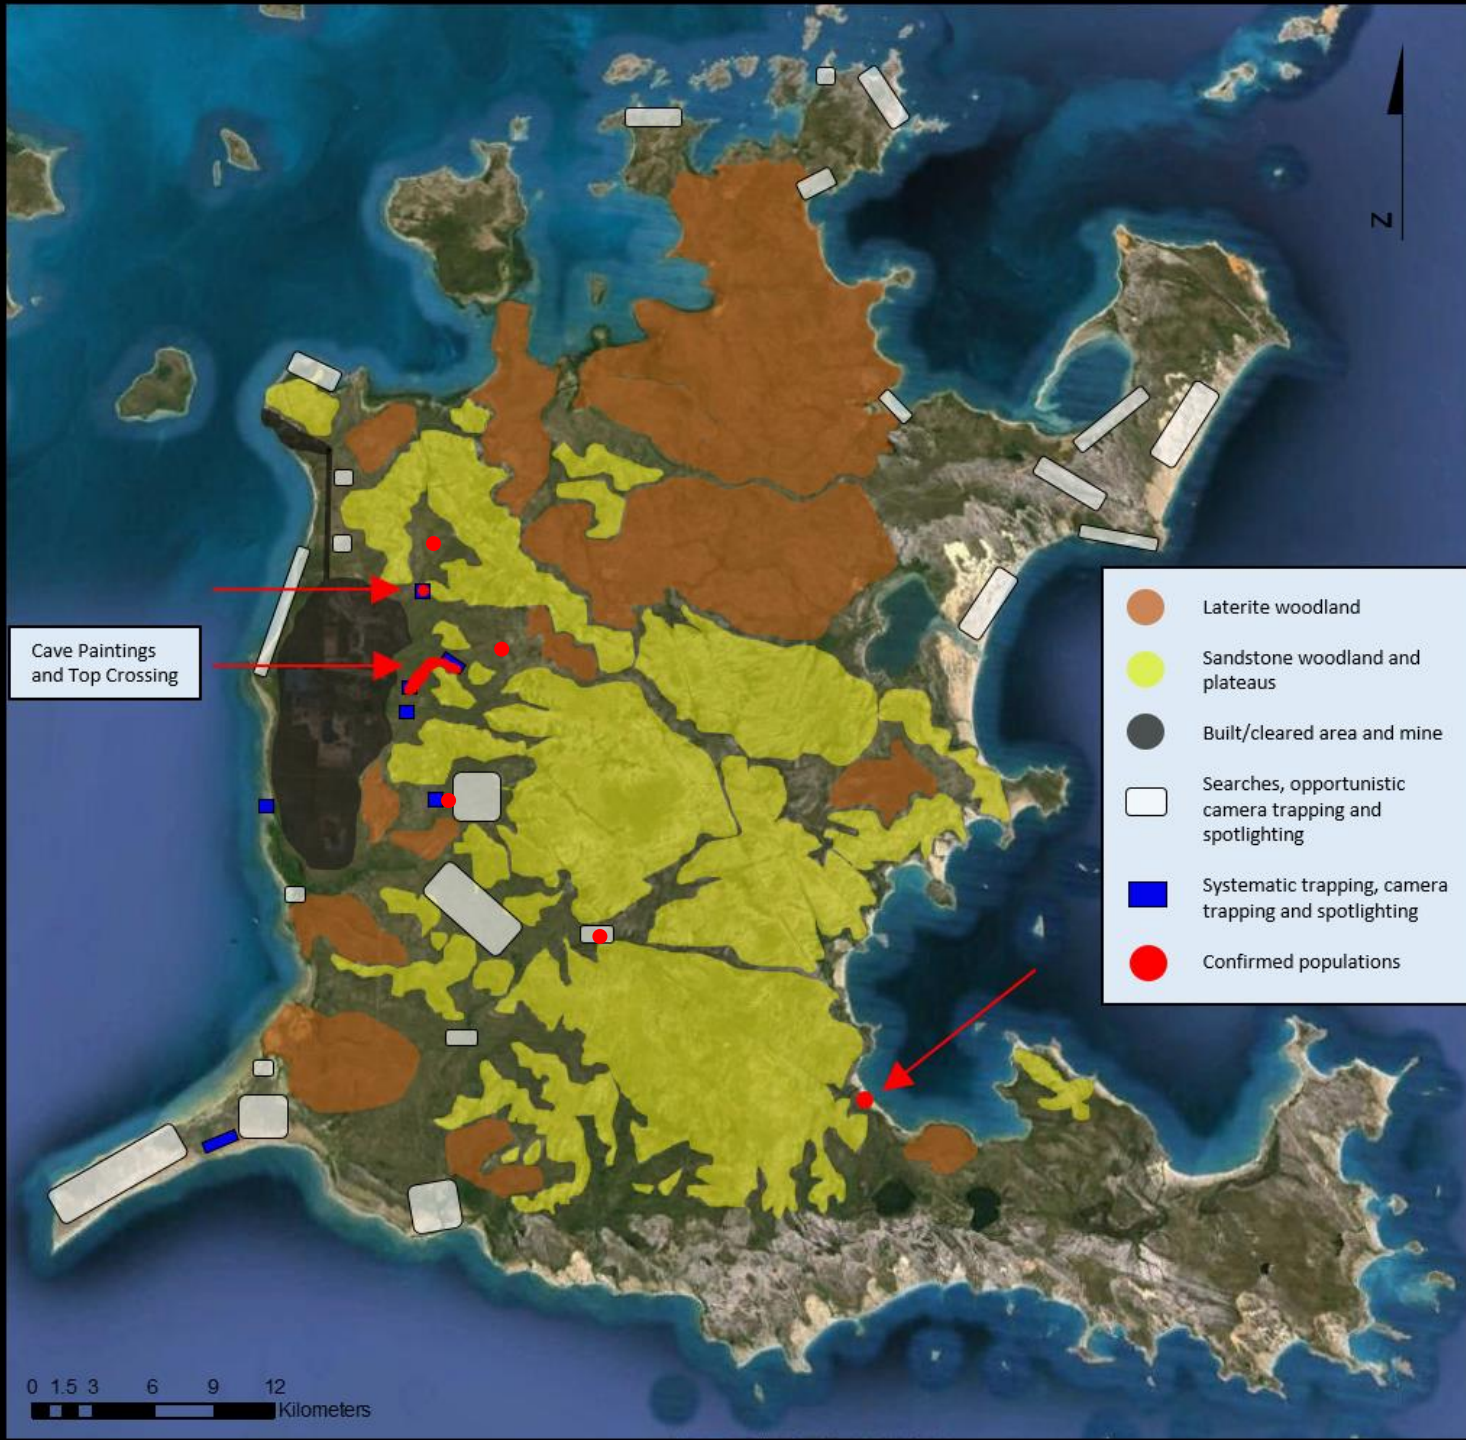 Z
Cave Paintings
and Top Crossing
Laterite woodland
Sandstone woodland and
plateaus
Built/cleared area and mine
Searches, opportunistic
camera trapping and
spotlighting
Systematic trapping, camera
trapping and spotlighting
Confirmed populations
0 1.5 3 6 9 12
Kilometers